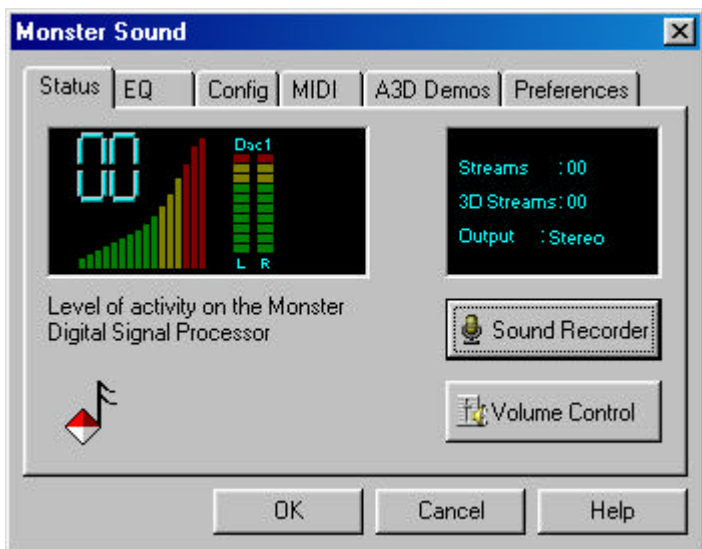 Monster Sound
Status EQ Config MIDI A3D Demos Preferences
00
Dac1
L R
Streams :00
3D Streams:00
Output :Stereo
Level of activity on the Monster
Digital Signal Processor
Sound Recorder
Volume Control
OK Cancel Help